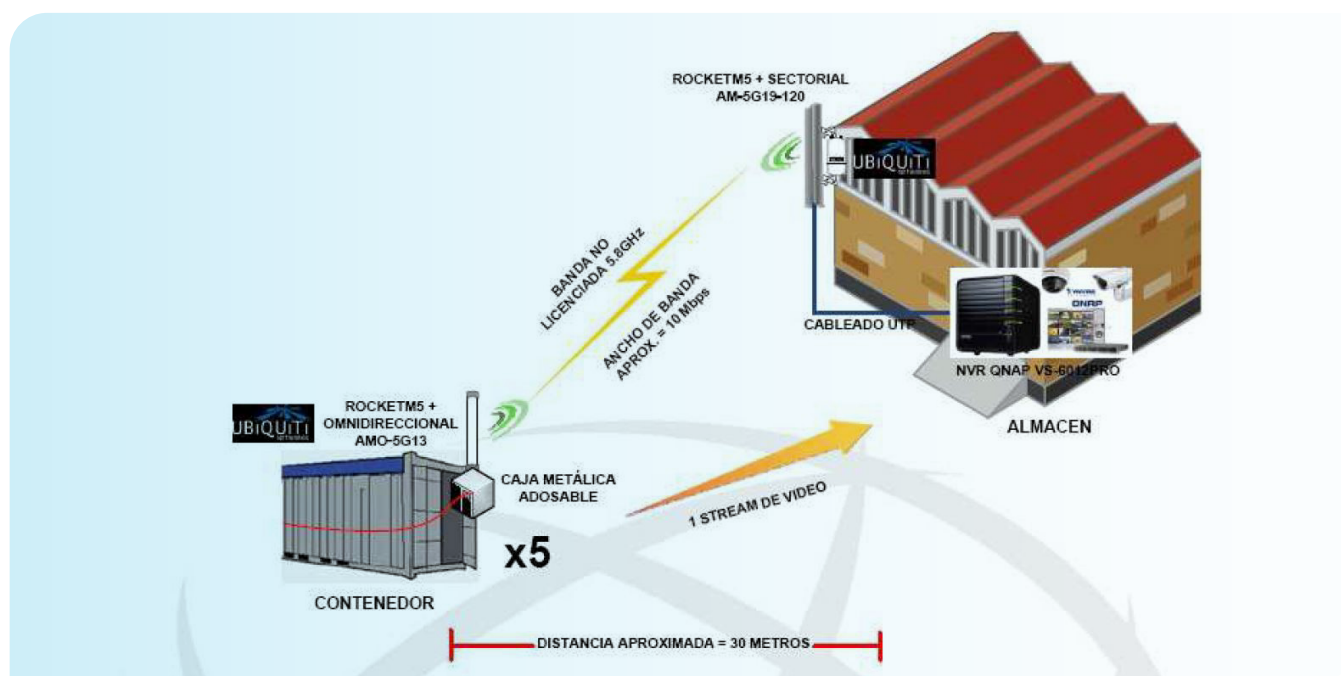 ROCKETM5 + SECTORIAL
AM-5G19-120
UBiQUiTi
NETWORKS
BANDA NO
LICENCIADA 5.8GHz
ANCHO DE BANDA
APROX. = 10 Mbps
CABLEADO UTP
QNAP
NVR QNAP VS-6012PRO
ALMACEN
ROCKETM5 +
OMNIDIRECCIONAL
AMO-5G13
UBiQUiTi
NETWORKS
CAJA METÁLICA
ADOSABLE
1 STREAM DE VIDEO
x5
CONTENEDOR
DISTANCIA APROXIMADA = 30 METROS